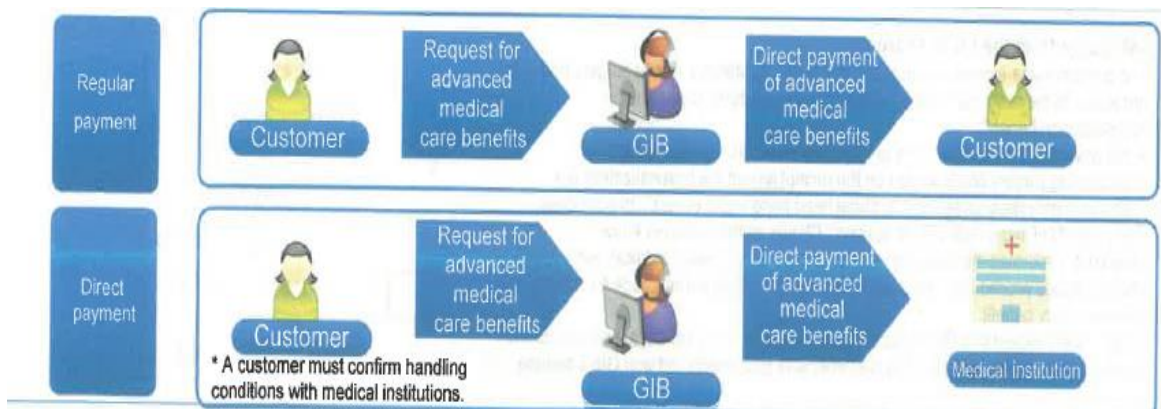 Regular
payment
Customer
Request for
advanced
medical
care benefits
GIB
Direct payment
of advanced
medical
care benefits
Customer
Direct
payment
Customer
* A customer must confirm handling
conditions with medical institutions.
Request for
advanced
medical
care benefits
GIB
Direct payment
of advanced
medical
care benefits
Medical institution